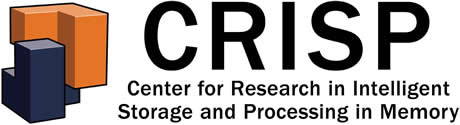 CRISP
Center for Research in Intelligent
Storage and Processing in Memory